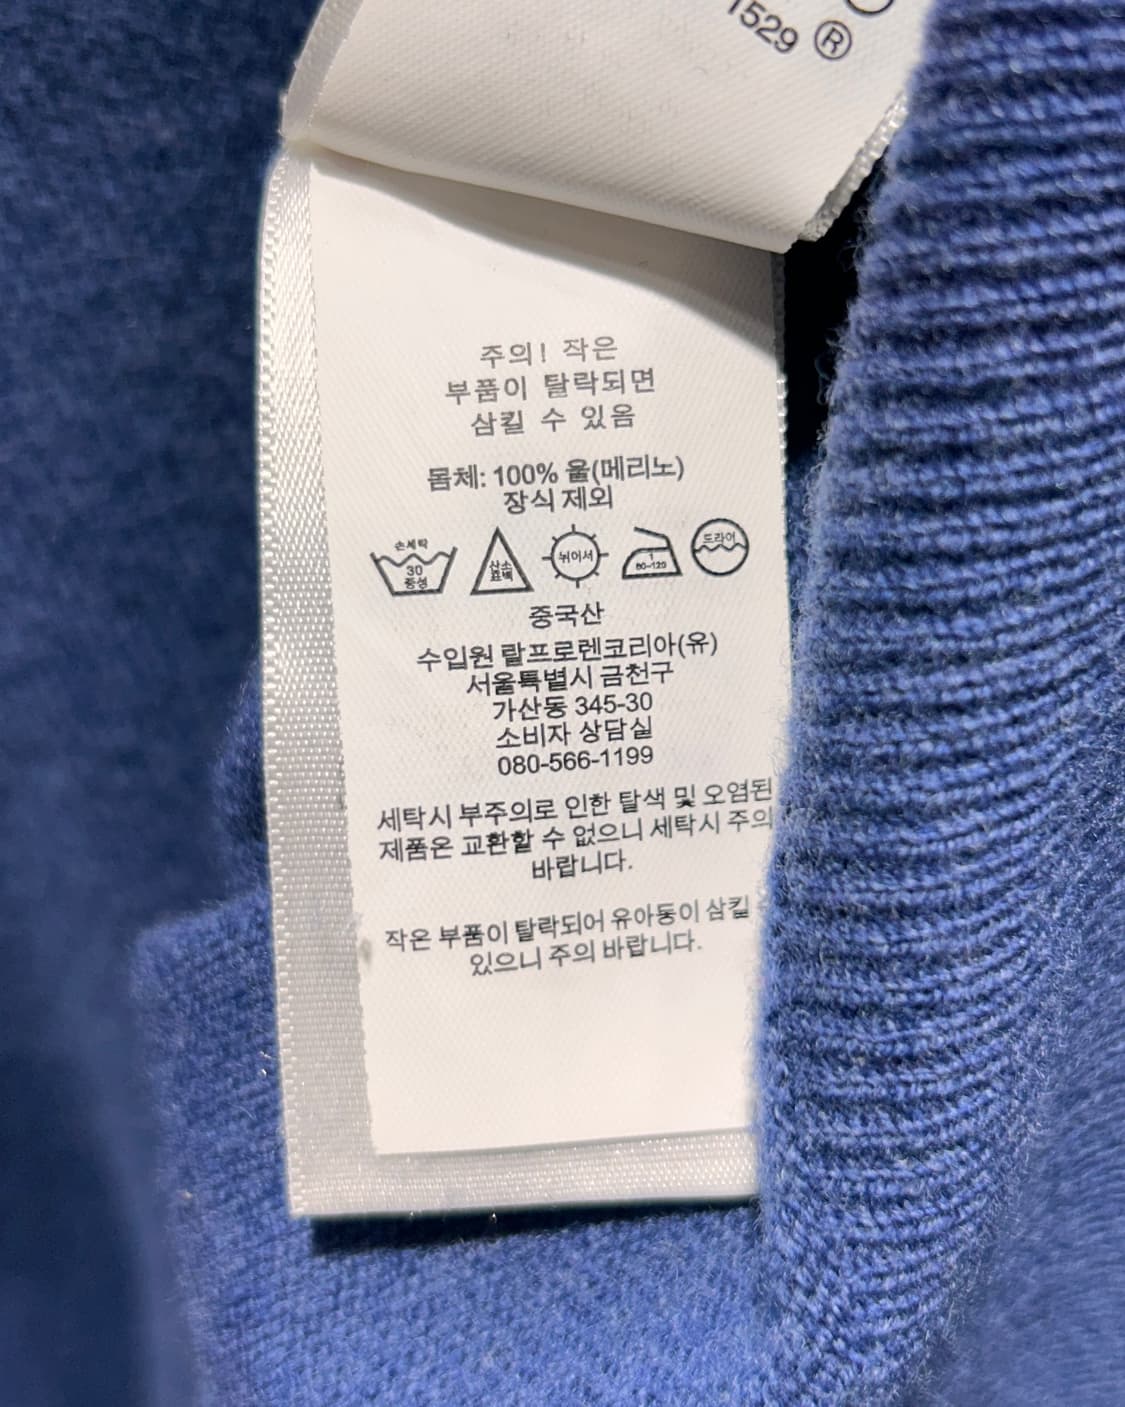 1529 ®
주의! 작은
부품이 탈락되면
삼킬 수 있음
몸체: 100% 울(메리노)
장식 제외
손세탁
30
중성
산소
표백
뉘어서
1
80-120
드라이
중국산
수입원 랄프로렌코리아(유)
서울특별시 금천구
가산동 345-30
소비자 상담실
080-566-1199
세탁시 부주의로 인한 탈색 및 오염된
제품은 교환할 수 없으니 세탁시 주의
바랍니다.
작은 부품이 탈락되어 유아동이 삼킬
있으니 주의 바랍니다.